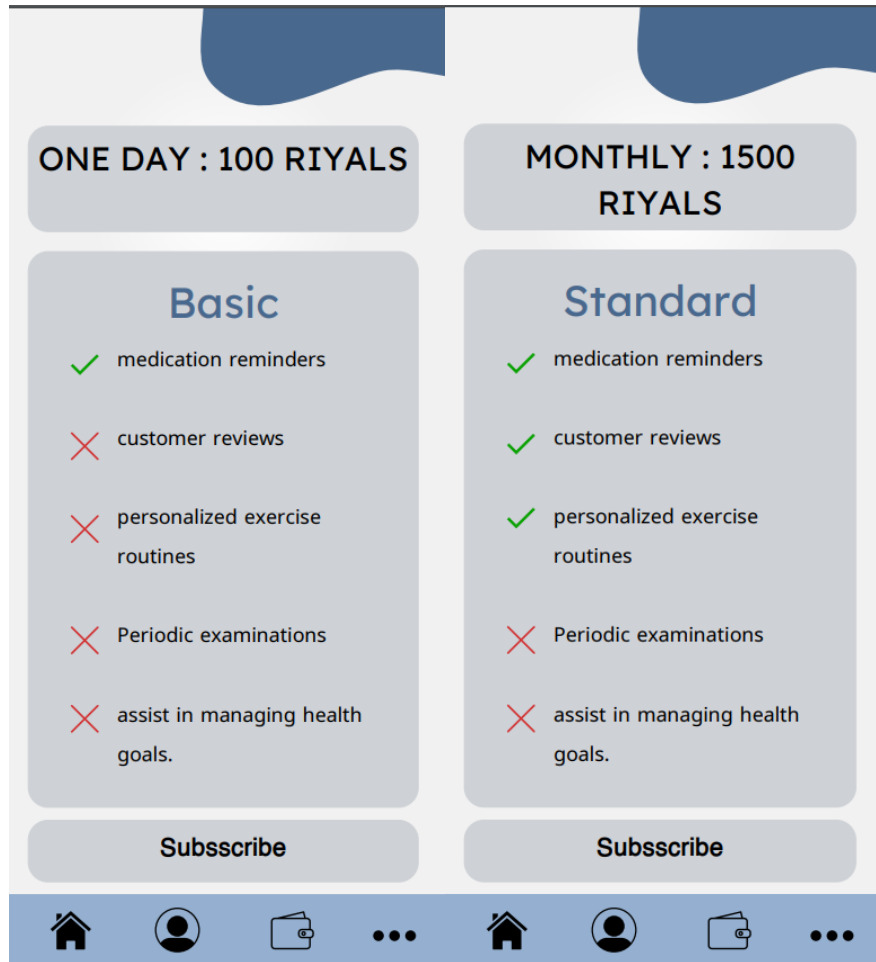 ONE DAY : 100 RIYALS
Basic
medication reminders
customer reviews
personalized exercise
routines
Periodic examinations
assist in managing health
goals.
Subsscribe
MONTHLY : 1500
RIYALS
Standard
medication reminders
customer reviews
personalized exercise
routines
Periodic examinations
assist in managing health
goals.
Subsscribe